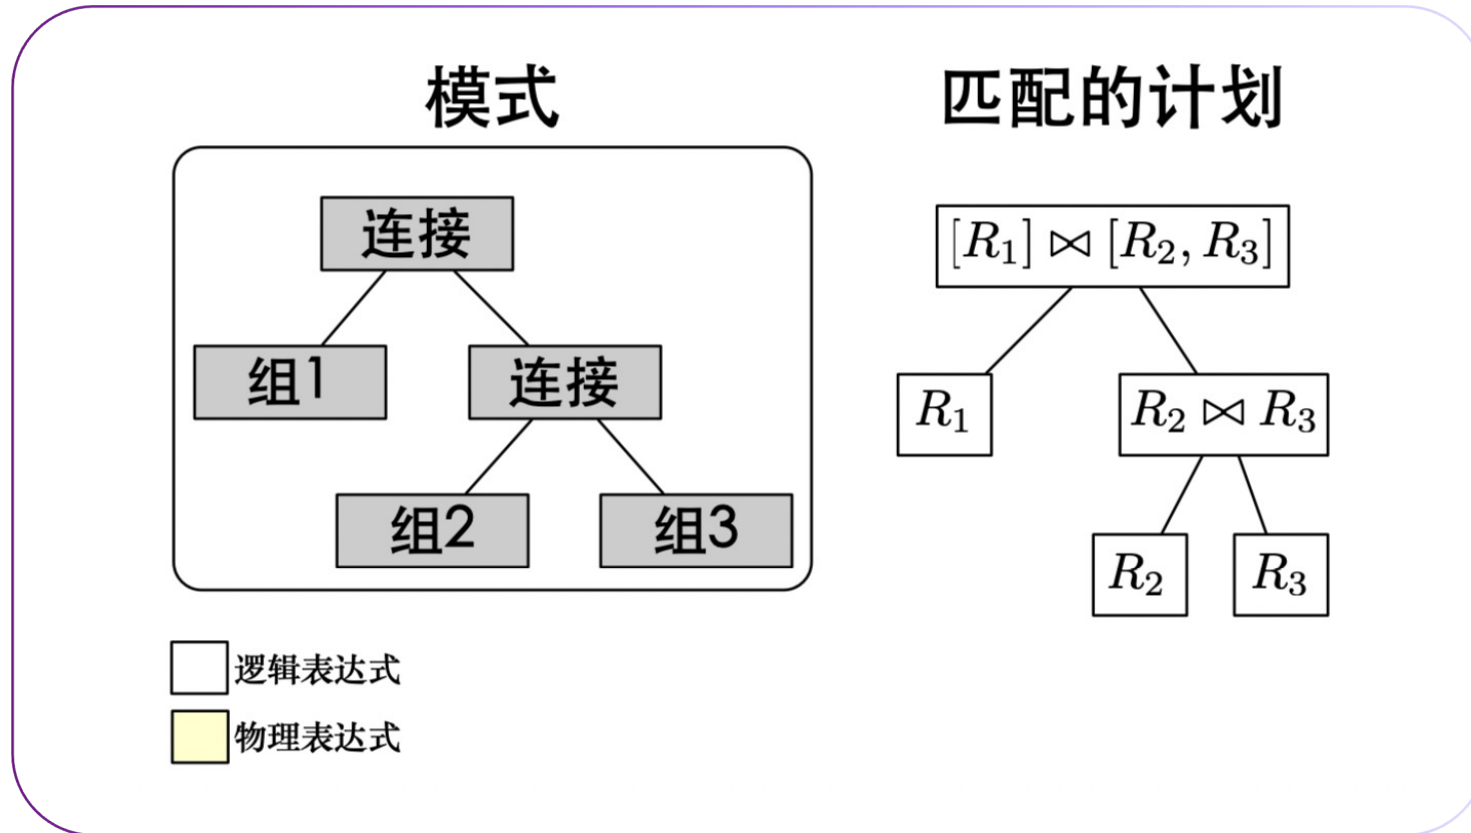 模式
匹配的计划
连接
组1
连接
组2
组3
[R₁] ⋈ [R₂, R₃]
R₁
R₂ ⋈ R₃
R₂
R₃
逻辑表达式
物理表达式